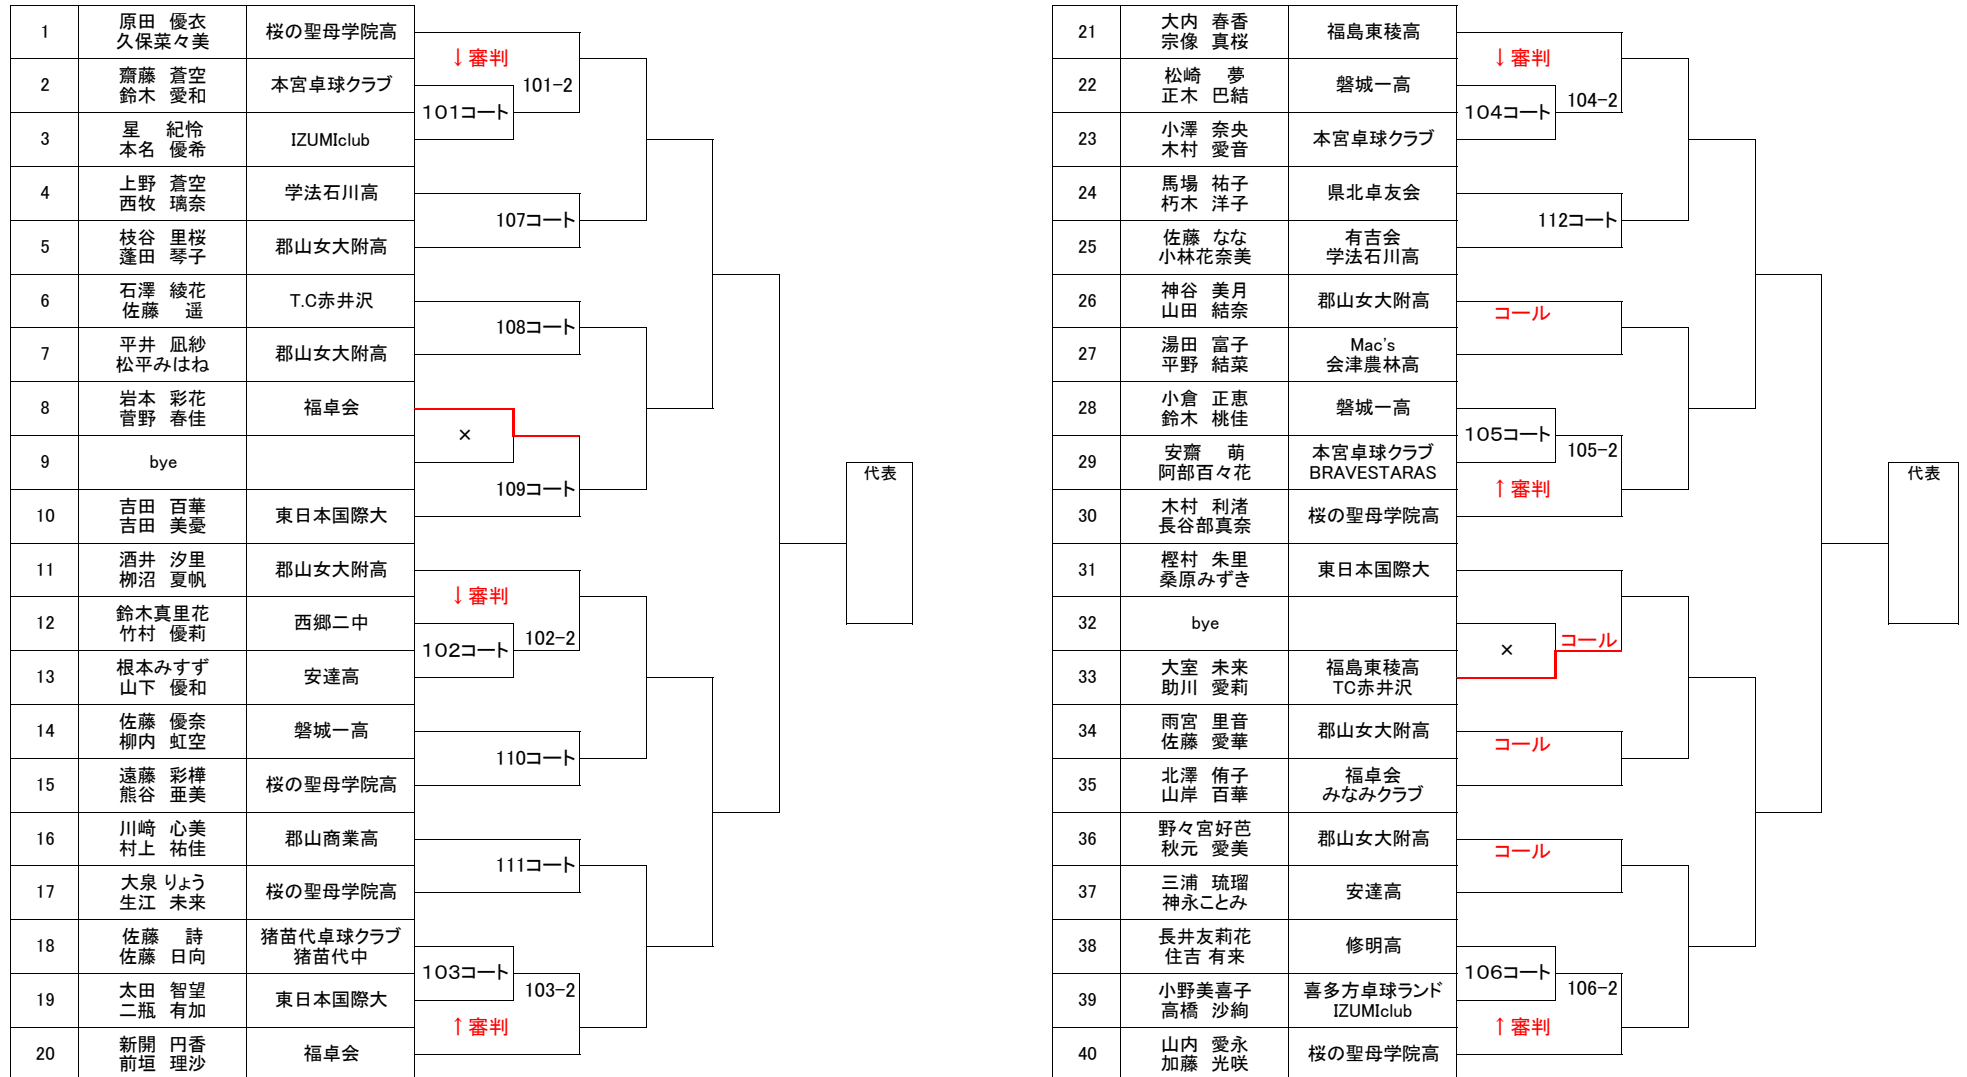 1 原田 優衣 久保菜々美 桜の聖母学院高
↓審判
2 齋藤 蒼空 鈴木 愛和 本宮卓球クラブ
101-2
101コート
3 星 紀怜 本名 優希 IZUMIclub
4 上野 蒼空 西牧 璃奈 学法石川高
107コート
5 枝谷 里桜 蓬田 琴子 郡山女大附高
6 石澤 綾花 佐藤 遥 T.C赤井沢
108コート
7 平井 凪紗 松平みはね 郡山女大附高
8 岩本 彩花 菅野 春佳 福卓会
×
9 bye
109コート
10 吉田 百華 吉田 美憂 東日本国際大
11 酒井 汐里 栁沼 夏帆 郡山女大附高
↓審判
12 鈴木真里花 竹村 優莉 西郷二中
102-2
102コート
13 根本みすず 山下 優和 安達高
14 佐藤 優奈 柳内 虹空 磐城一高
110コート
15 遠藤 彩樺 熊谷 亜美 桜の聖母学院高
16 川﨑 心美 村上 祐佳 郡山商業高
111コート
17 大泉 りょう 生江 未来 桜の聖母学院高
18 佐藤 詩 佐藤 日向 猪苗代卓球クラブ 猪苗代中
103コート
103-2
19 太田 智望 二瓶 有加 東日本国際大
↑審判
20 新開 円香 前垣 理沙 福卓会
代表
21 大内 春香 宗像 真桜 福島東稜高
↓審判
22 松崎 夢 正木 巴結 磐城一高
104-2
104コート
23 小澤 奈央 木村 愛音 本宮卓球クラブ
24 馬場 祐子 朽木 洋子 県北卓友会
112コート
25 佐藤 なな 小林花奈美 有吉会 学法石川高
26 神谷 美月 山田 結奈 郡山女大附高
コール
27 湯田 富子 平野 結菜 Mac's 会津農林高
28 小倉 正恵 鈴木 桃佳 磐城一高
105コート
105-2
29 安齋 萌 阿部百々花 本宮卓球クラブ BRAVESTARAS
↑審判
30 木村 利渚 長谷部真奈 桜の聖母学院高
31 樫村 朱里 桑原みずき 東日本国際大
32 bye
コール
×
33 大室 未来 助川 愛莉 福島東稜高 TC赤井沢
34 雨宮 里音 佐藤 愛華 郡山女大附高
コール
35 北澤 侑子 山岸 百華 福卓会 みなみクラブ
36 野々宮好芭 秋元 愛美 郡山女大附高
コール
37 三浦 琉瑠 神永ことみ 安達高
38 長井友莉花 住吉 有来 修明高
106コート
106-2
39 小野美喜子 高橋 沙絢 喜多方卓球ランド IZUMIclub
↑審判
40 山内 愛永 加藤 光咲 桜の聖母学院高
代表